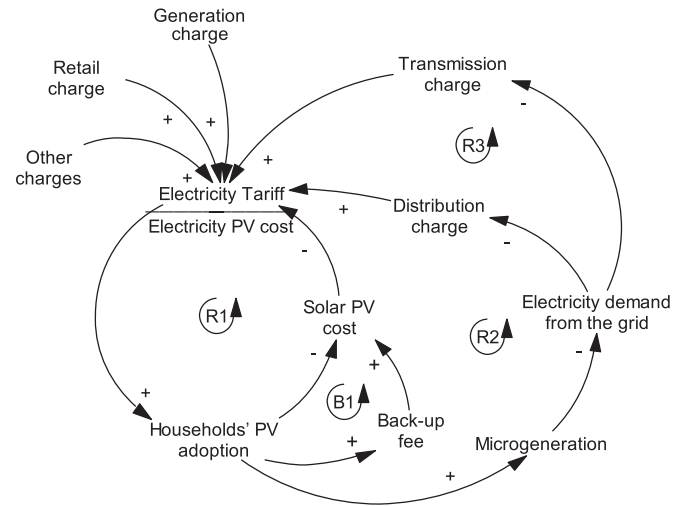 Generation
charge
Retail
charge
Transmission
charge
+
+
-
R3
Other
charges
+
+
Electricity Tariff
Electricity PV cost
+
Distribution
charge
-
-
R1
Solar PV
cost
Electricity demand
from the grid
R2
-
-
+
+
B1
Households' PV
adoption
+
Back-up
fee
Microgeneration
+